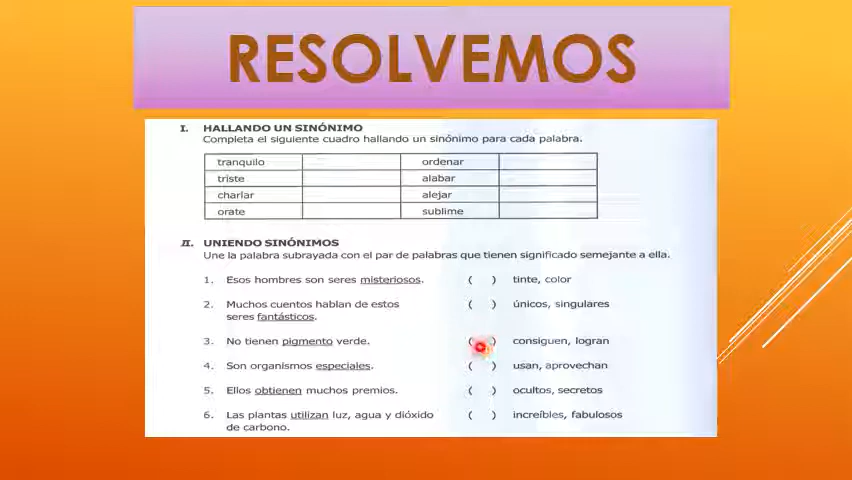 RESOLVEMOS
I. HALLANDO UN SINÓNIMO
Completa el siguiente cuadro hallando un sinónimo para cada palabra.
tranquilo ordenar
triste alabar
charlar alejar
orate sublime
II. UNIENDO SINÓNIMOS
Une la palabra subrayada con el par de palabras que tienen significado semejante a ella.
1. Esos hombres son seres misteriosos. ( ) tinte, color
2. Muchos cuentos hablan de estos ( ) únicos, singulares
seres fantásticos.
3. No tienen pigmento verde. ( ) consiguen, logran
4. Son organismos especiales. ( ) usan, aprovechan
5. Ellos obtienen muchos premios. ( ) ocultos, secretos
6. Las plantas utilizan luz, agua y dióxido ( ) increíbles, fabulosos
de carbono.